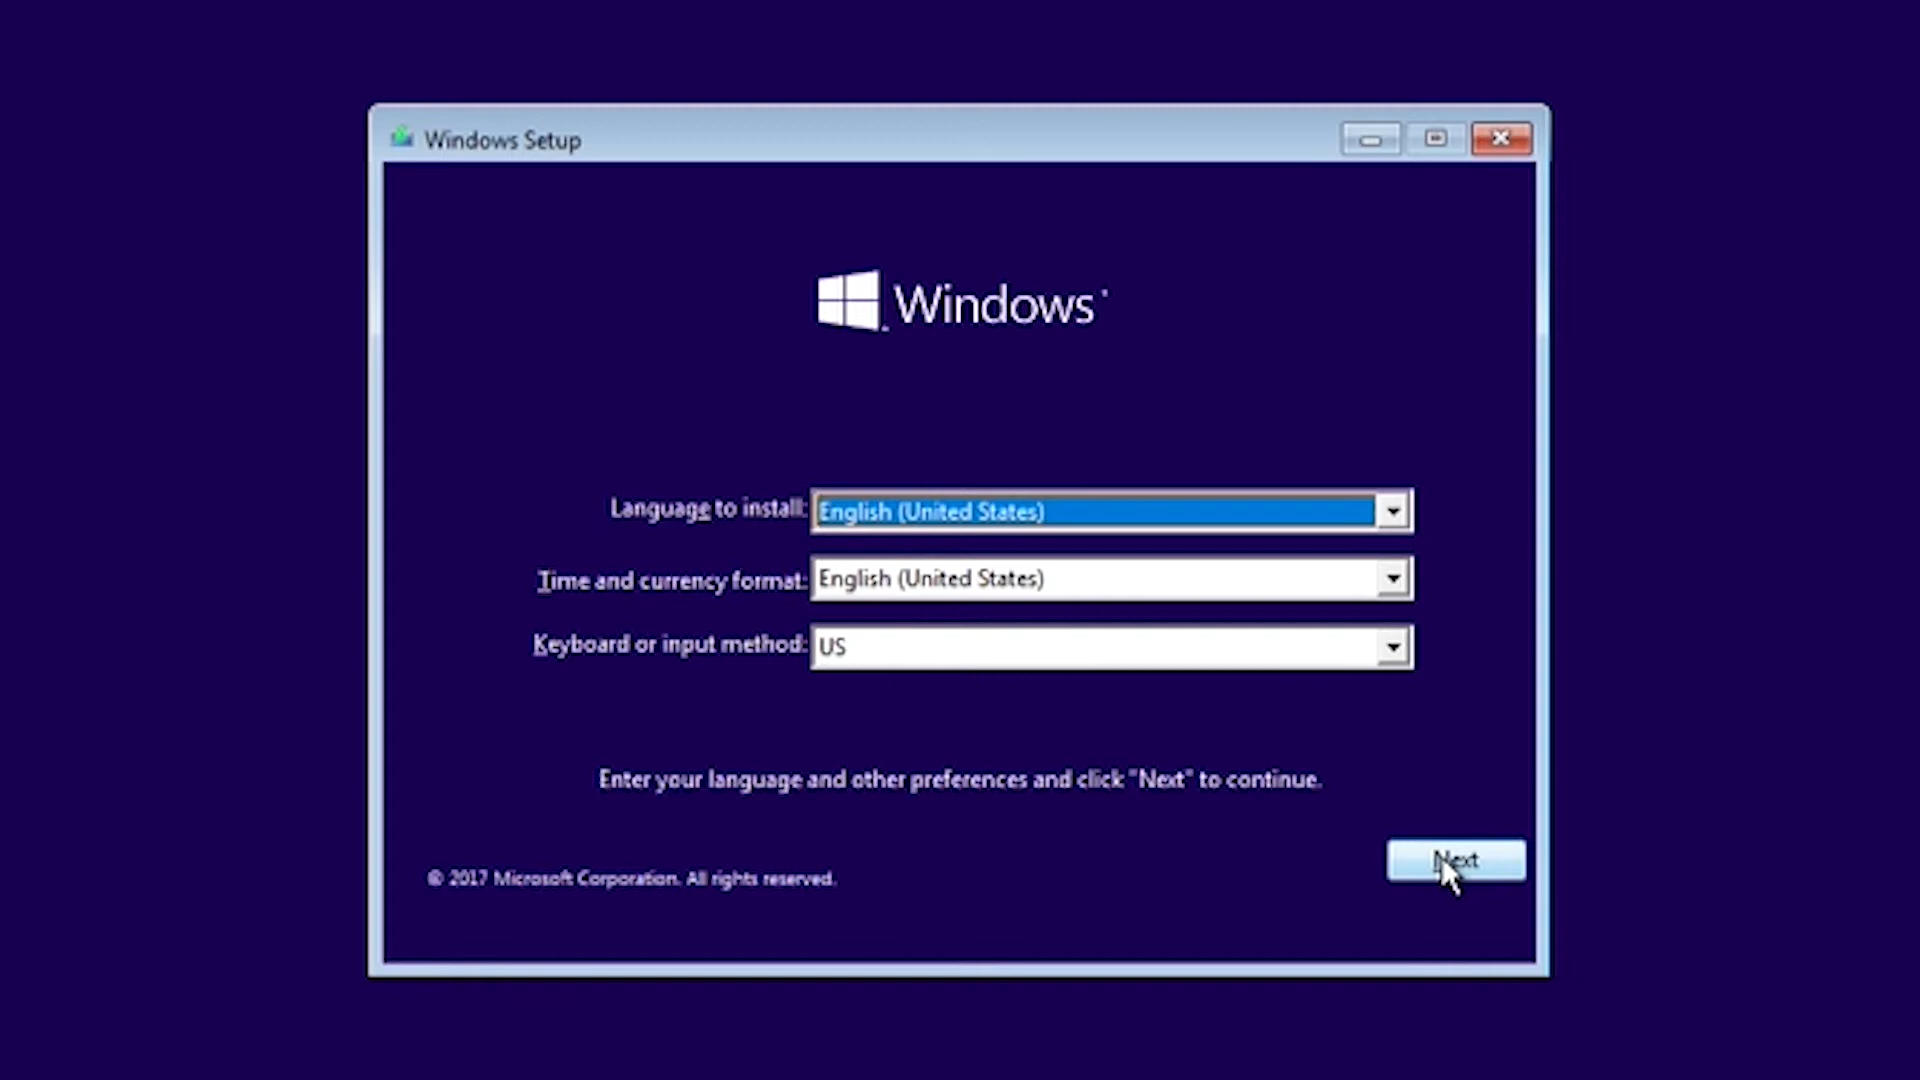 Windows Setup
Windows
Language to install: English (United States)
Time and currency format: English (United States)
Keyboard or input method: US
Enter your language and other preferences and click "Next" to continue.
Next
© 2017 Microsoft Corporation. All rights reserved.